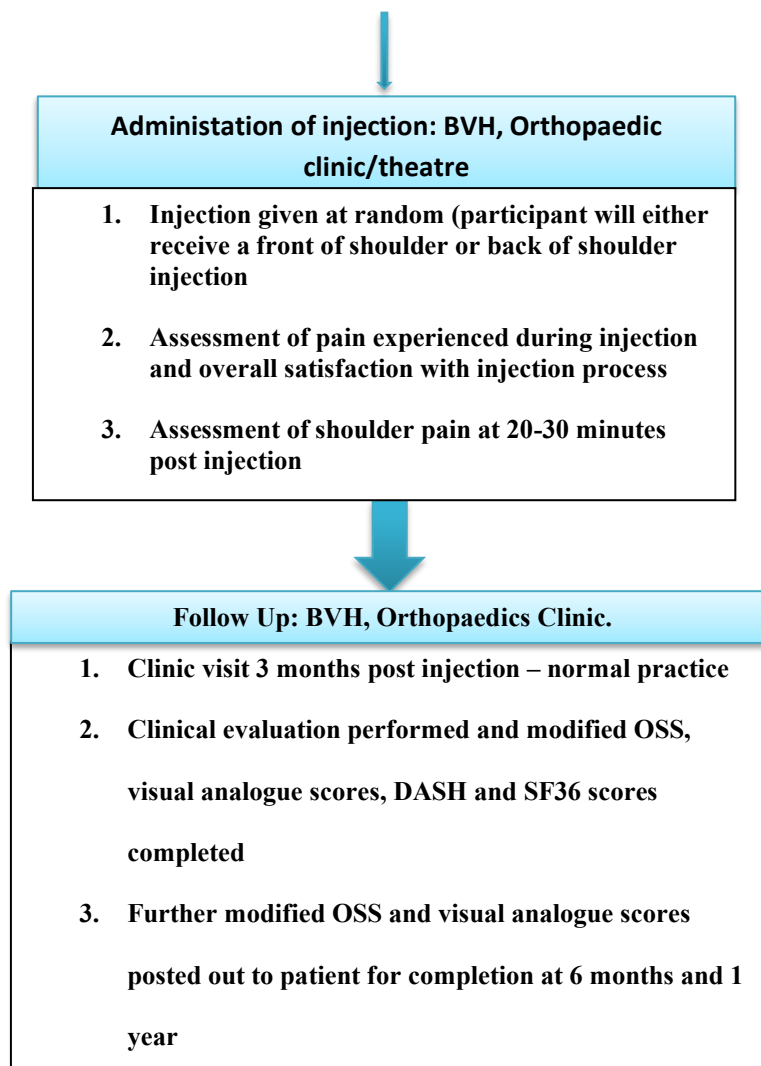 Administation of injection: BVH, Orthopaedic
clinic/theatre
1. Injection given at random (participant will either
receive a front of shoulder or back of shoulder
injection
2. Assessment of pain experienced during injection
and overall satisfaction with injection process
3. Assessment of shoulder pain at 20-30 minutes
post injection
Follow Up: BVH, Orthopaedics Clinic.
1. Clinic visit 3 months post injection – normal practice
2. Clinical evaluation performed and modified OSS,
visual analogue scores, DASH and SF36 scores
completed
3. Further modified OSS and visual analogue scores
posted out to patient for completion at 6 months and 1
year